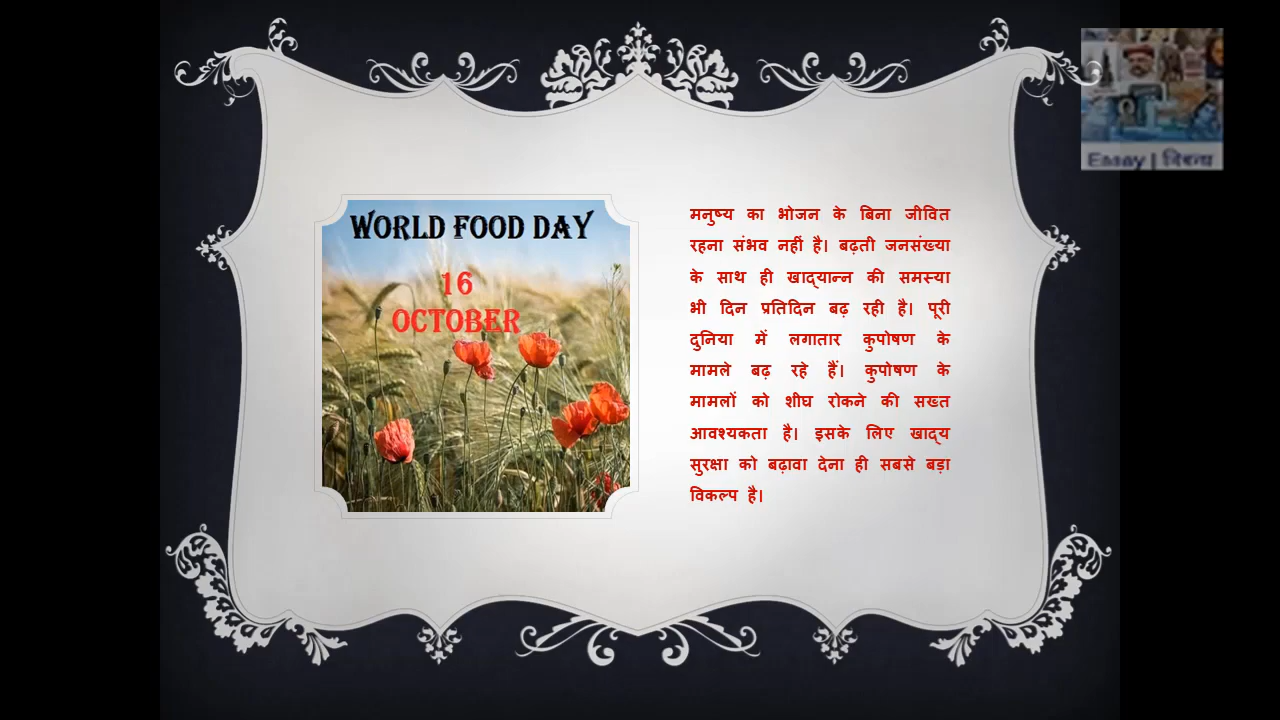 WORLD FOOD DAY
16
OCTOBER
मनुष्य का भोजन के बिना जीवित
रहना संभव नहीं है। बढ़ती जनसंख्या
के साथ ही खाद्यान्न की समस्या
भी दिन प्रतिदिन बढ़ रही है। पूरी
दुनिया में लगातार कुपोषण के
मामले बढ़ रहे हैं। कुपोषण के
मामलों को शीघ्र रोकने की सख्त
आवश्यकता है। इसके लिए खाद्य
सुरक्षा को बढ़ावा देना ही सबसे बड़ा
विकल्प है।
Essay | निबन्ध